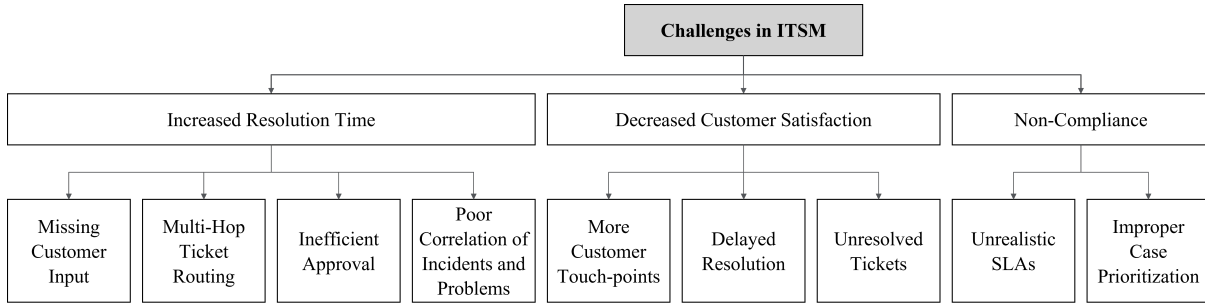 Challenges in ITSM
Increased Resolution Time
Decreased Customer Satisfaction
Non-Compliance
Missing
Customer
Input
Multi-Hop
Ticket
Routing
Inefficient
Approval
Poor
Correlation of
Incidents and
Problems
More
Customer
Touch-points
Delayed
Resolution
Unresolved
Tickets
Unrealistic
SLAs
Improper
Case
Prioritization